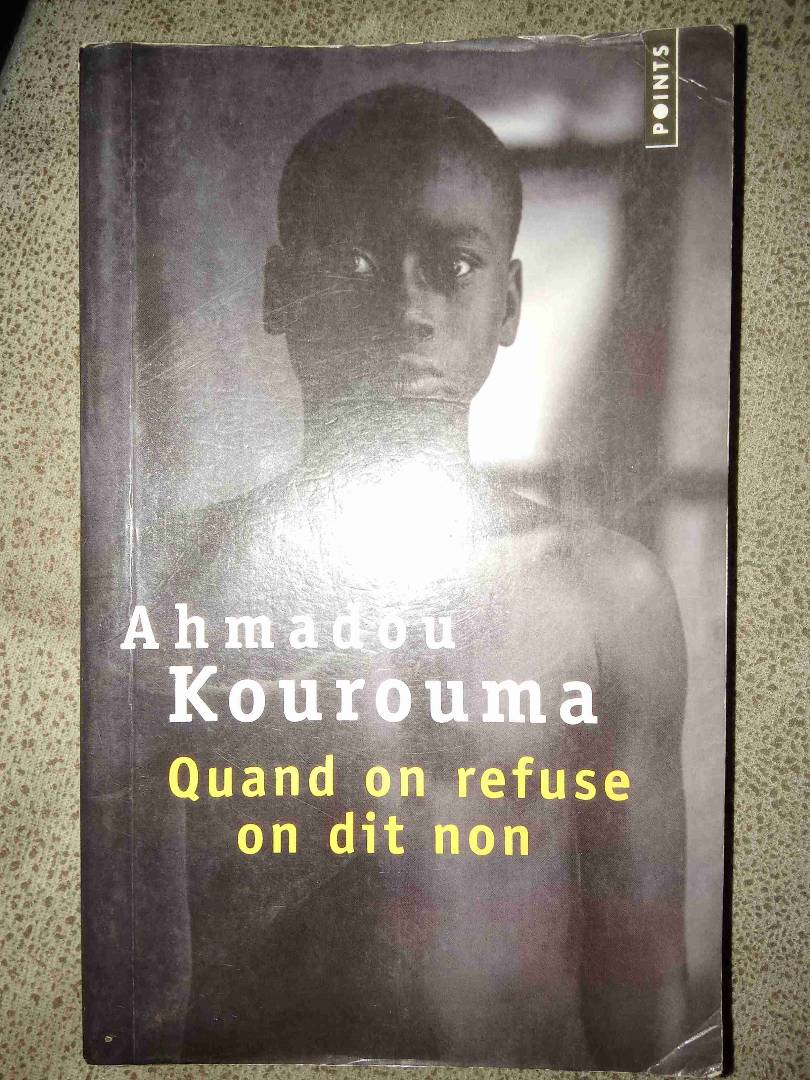 POINTS
Ahmadou
Kourouma
Quand on refuse
on dit non